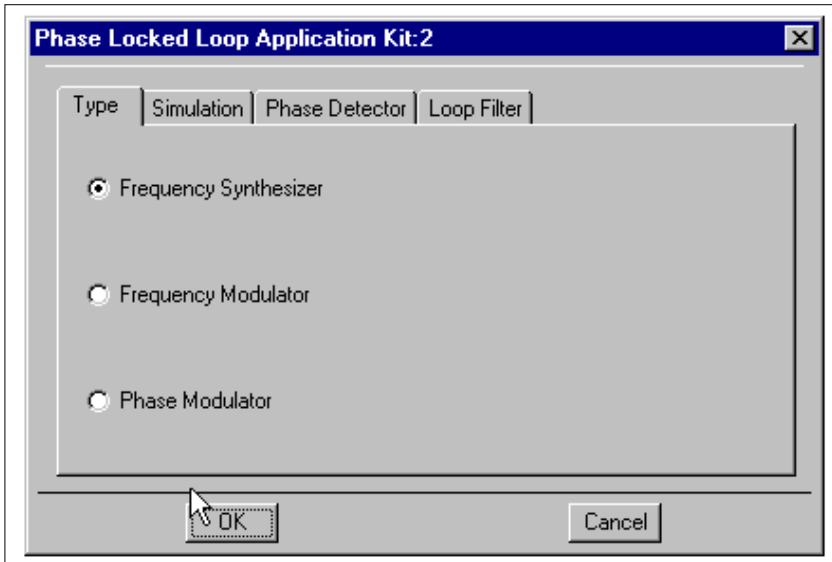 Phase Locked Loop Application Kit:2
Type Simulation Phase Detector Loop Filter
Frequency Synthesizer
Frequency Modulator
Phase Modulator
OK Cancel